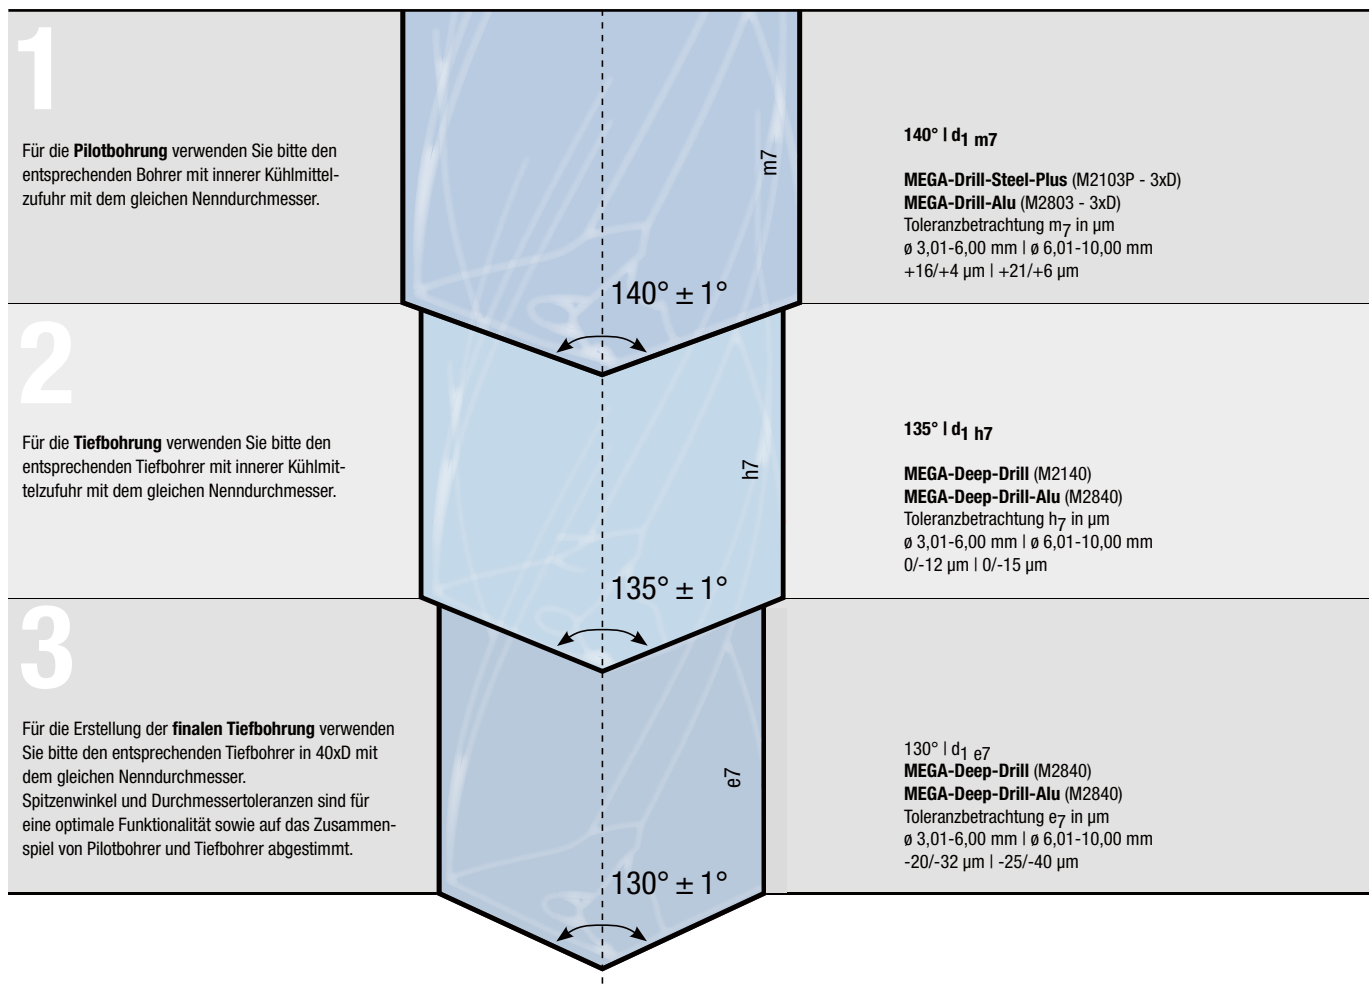 1
Für die Pilotbohrung verwenden Sie bitte den
entsprechenden Bohrer mit innerer Kühlmittel-
zufuhr mit dem gleichen Nenndurchmesser.
m7
140° ± 1°
140° | d1 m7
MEGA-Drill-Steel-Plus (M2103P - 3xD)
MEGA-Drill-Alu (M2803 - 3xD)
Toleranzbetrachtung m7 in µm
ø 3,01-6,00 mm | ø 6,01-10,00 mm
+16/+4 µm | +21/+6 µm
2
Für die Tiefbohrung verwenden Sie bitte den
entsprechenden Tiefbohrer mit innerer Kühlmit-
telzufuhr mit dem gleichen Nenndurchmesser.
h7
135° ± 1°
135° | d1 h7
MEGA-Deep-Drill (M2140)
MEGA-Deep-Drill-Alu (M2840)
Toleranzbetrachtung h7 in µm
ø 3,01-6,00 mm | ø 6,01-10,00 mm
0/-12 µm | 0/-15 µm
3
Für die Erstellung der finalen Tiefbohrung verwenden
Sie bitte den entsprechenden Tiefbohrer in 40xD mit
dem gleichen Nenndurchmesser.
Spitzenwinkel und Durchmessertoleranzen sind für
eine optimale Funktionalität sowie auf das Zusammen-
spiel von Pilotbohrer und Tiefbohrer abgestimmt.
e7
130° ± 1°
130° | d1 e7
MEGA-Deep-Drill (M2840)
MEGA-Deep-Drill-Alu (M2840)
Toleranzbetrachtung e7 in µm
ø 3,01-6,00 mm | ø 6,01-10,00 mm
-20/-32 µm | -25/-40 µm